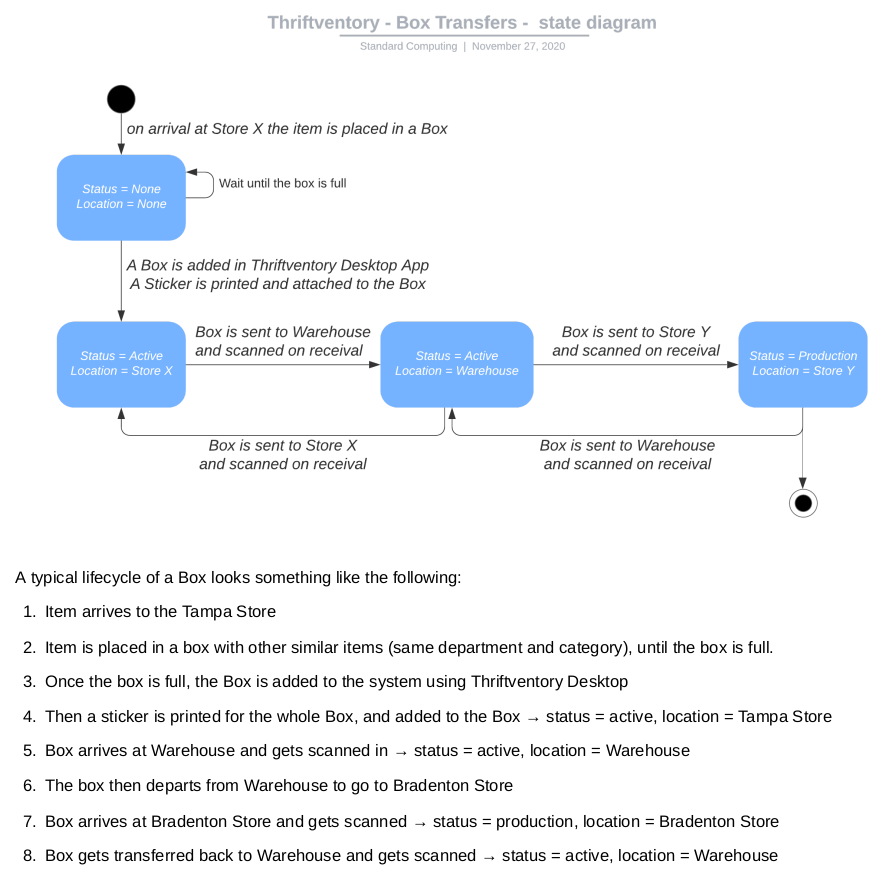 Thriftventory - Box Transfers -  state diagram
Standard Computing  |  November 27, 2020
on arrival at Store X the item is placed in a Box
Status = None
Location = None
Wait until the box is full
A Box is added in Thriftventory Desktop App
A Sticker is printed and attached to the Box
Status = Active
Location = Store X
Box is sent to Warehouse
and scanned on receival
Status = Active
Location = Warehouse
Box is sent to Store Y
and scanned on receival
Status = Production
Location = Store Y
Box is sent to Store X
and scanned on receival
Box is sent to Warehouse
and scanned on receival
A typical lifecycle of a Box looks something like the following:
1. Item arrives to the Tampa Store
2. Item is placed in a box with other similar items (same department and category), until the box is full.
3. Once the box is full, the Box is added to the system using Thriftventory Desktop
4. Then a sticker is printed for the whole Box, and added to the Box → status = active, location = Tampa Store
5. Box arrives at Warehouse and gets scanned in → status = active, location = Warehouse
6. The box then departs from Warehouse to go to Bradenton Store
7. Box arrives at Bradenton Store and gets scanned → status = production, location = Bradenton Store
8. Box gets transferred back to Warehouse and gets scanned → status = active, location = Warehouse